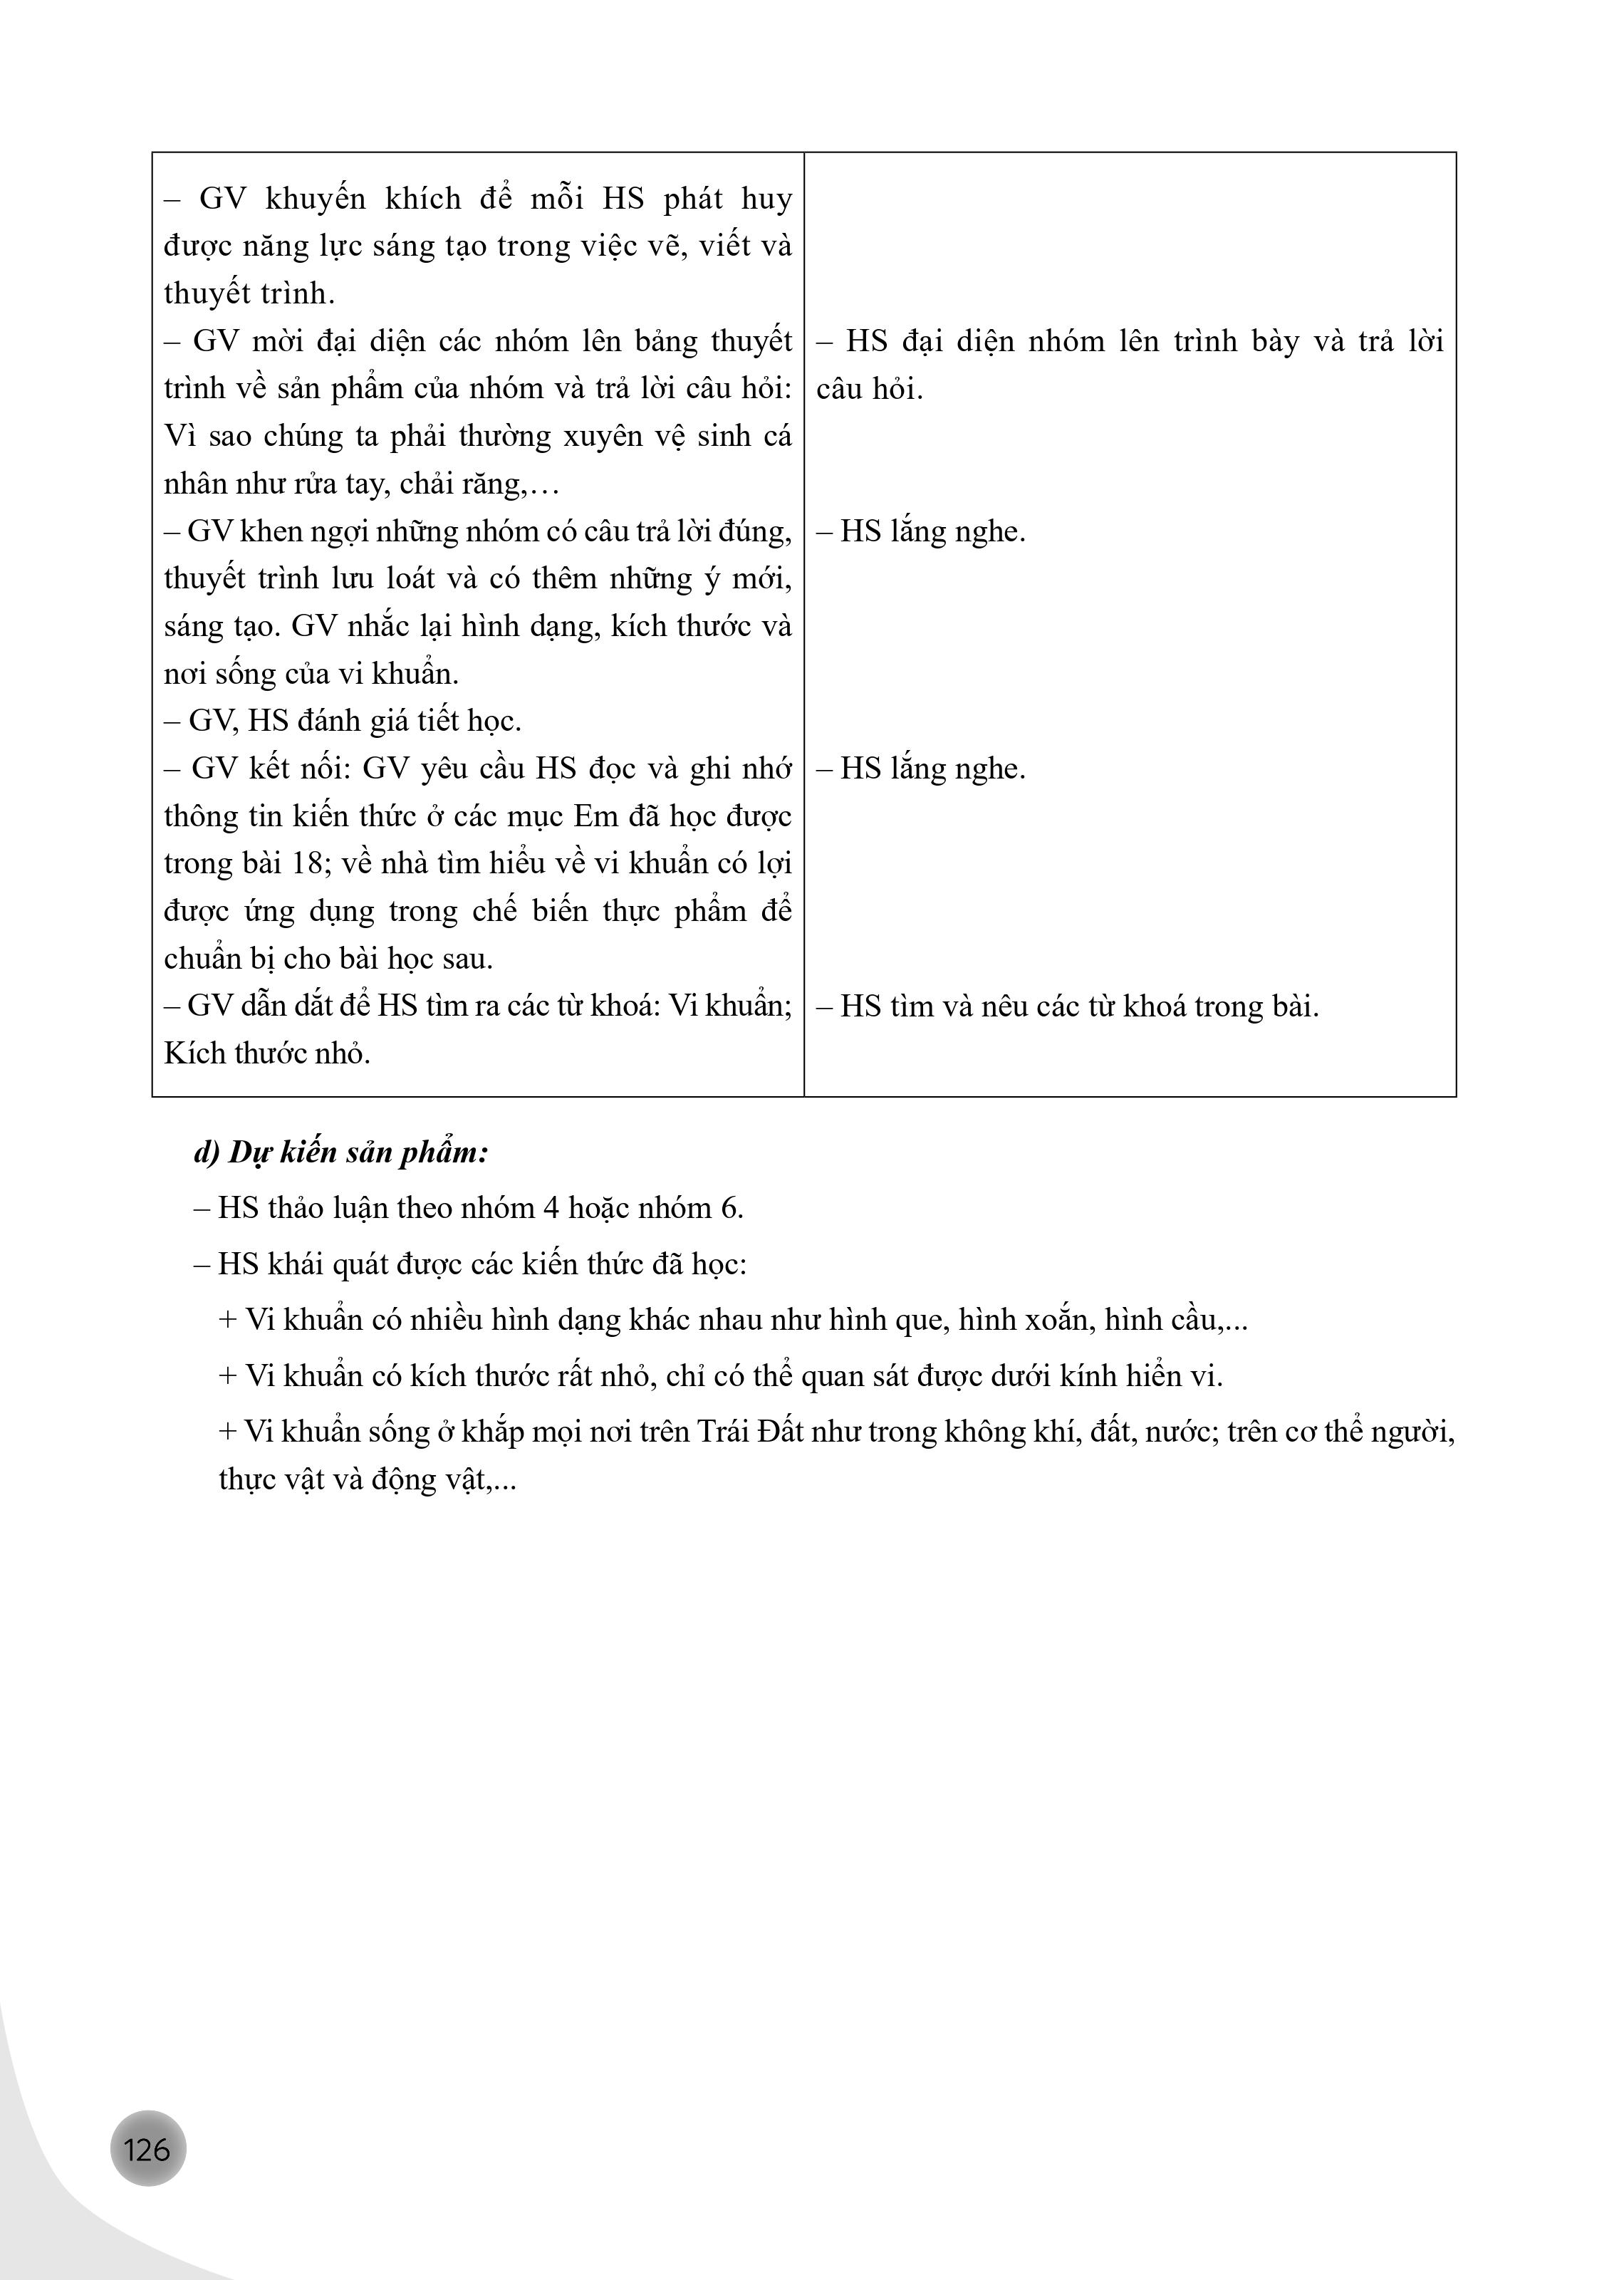 – GV khuyến khích để mỗi HS phát huy
được năng lực sáng tạo trong việc vẽ, viết và
thuyết trình.
– GV mời đại diện các nhóm lên bảng thuyết
trình về sản phẩm của nhóm và trả lời câu hỏi:
Vì sao chúng ta phải thường xuyên vệ sinh cá
nhân như rửa tay, chải răng,…
– GV khen ngợi những nhóm có câu trả lời đúng,
thuyết trình lưu loát và có thêm những ý mới,
sáng tạo. GV nhắc lại hình dạng, kích thước và
nơi sống của vi khuẩn.
– GV, HS đánh giá tiết học.
– GV kết nối: GV yêu cầu HS đọc và ghi nhớ
thông tin kiến thức ở các mục Em đã học được
trong bài 18; về nhà tìm hiểu về vi khuẩn có lợi
được ứng dụng trong chế biến thực phẩm để
chuẩn bị cho bài học sau.
– GV dẫn dắt để HS tìm ra các từ khoá: Vi khuẩn;
Kích thước nhỏ.
– HS đại diện nhóm lên trình bày và trả lời
câu hỏi.
– HS lắng nghe.
– HS lắng nghe.
– HS tìm và nêu các từ khoá trong bài.
d) Dự kiến sản phẩm:
– HS thảo luận theo nhóm 4 hoặc nhóm 6.
– HS khái quát được các kiến thức đã học:
+ Vi khuẩn có nhiều hình dạng khác nhau như hình que, hình xoắn, hình cầu,...
+ Vi khuẩn có kích thước rất nhỏ, chỉ có thể quan sát được dưới kính hiển vi.
+ Vi khuẩn sống ở khắp mọi nơi trên Trái Đất như trong không khí, đất, nước; trên cơ thể người,
thực vật và động vật,...
126